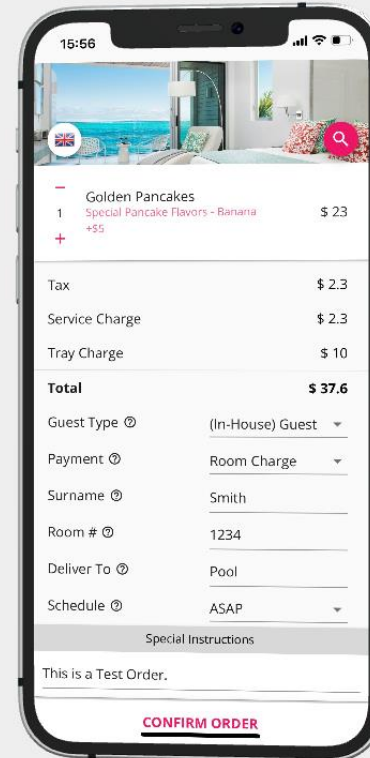 15:56
Golden Pancakes
1 Special Pancake Flavors - Banana $ 23
+$5
Tax $ 2.3
Service Charge $ 2.3
Tray Charge $ 10
Total $ 37.6
Guest Type (In-House) Guest
Payment Room Charge
Surname Smith
Room # 1234
Deliver To Pool
Schedule ASAP
Special Instructions
This is a Test Order.
CONFIRM ORDER